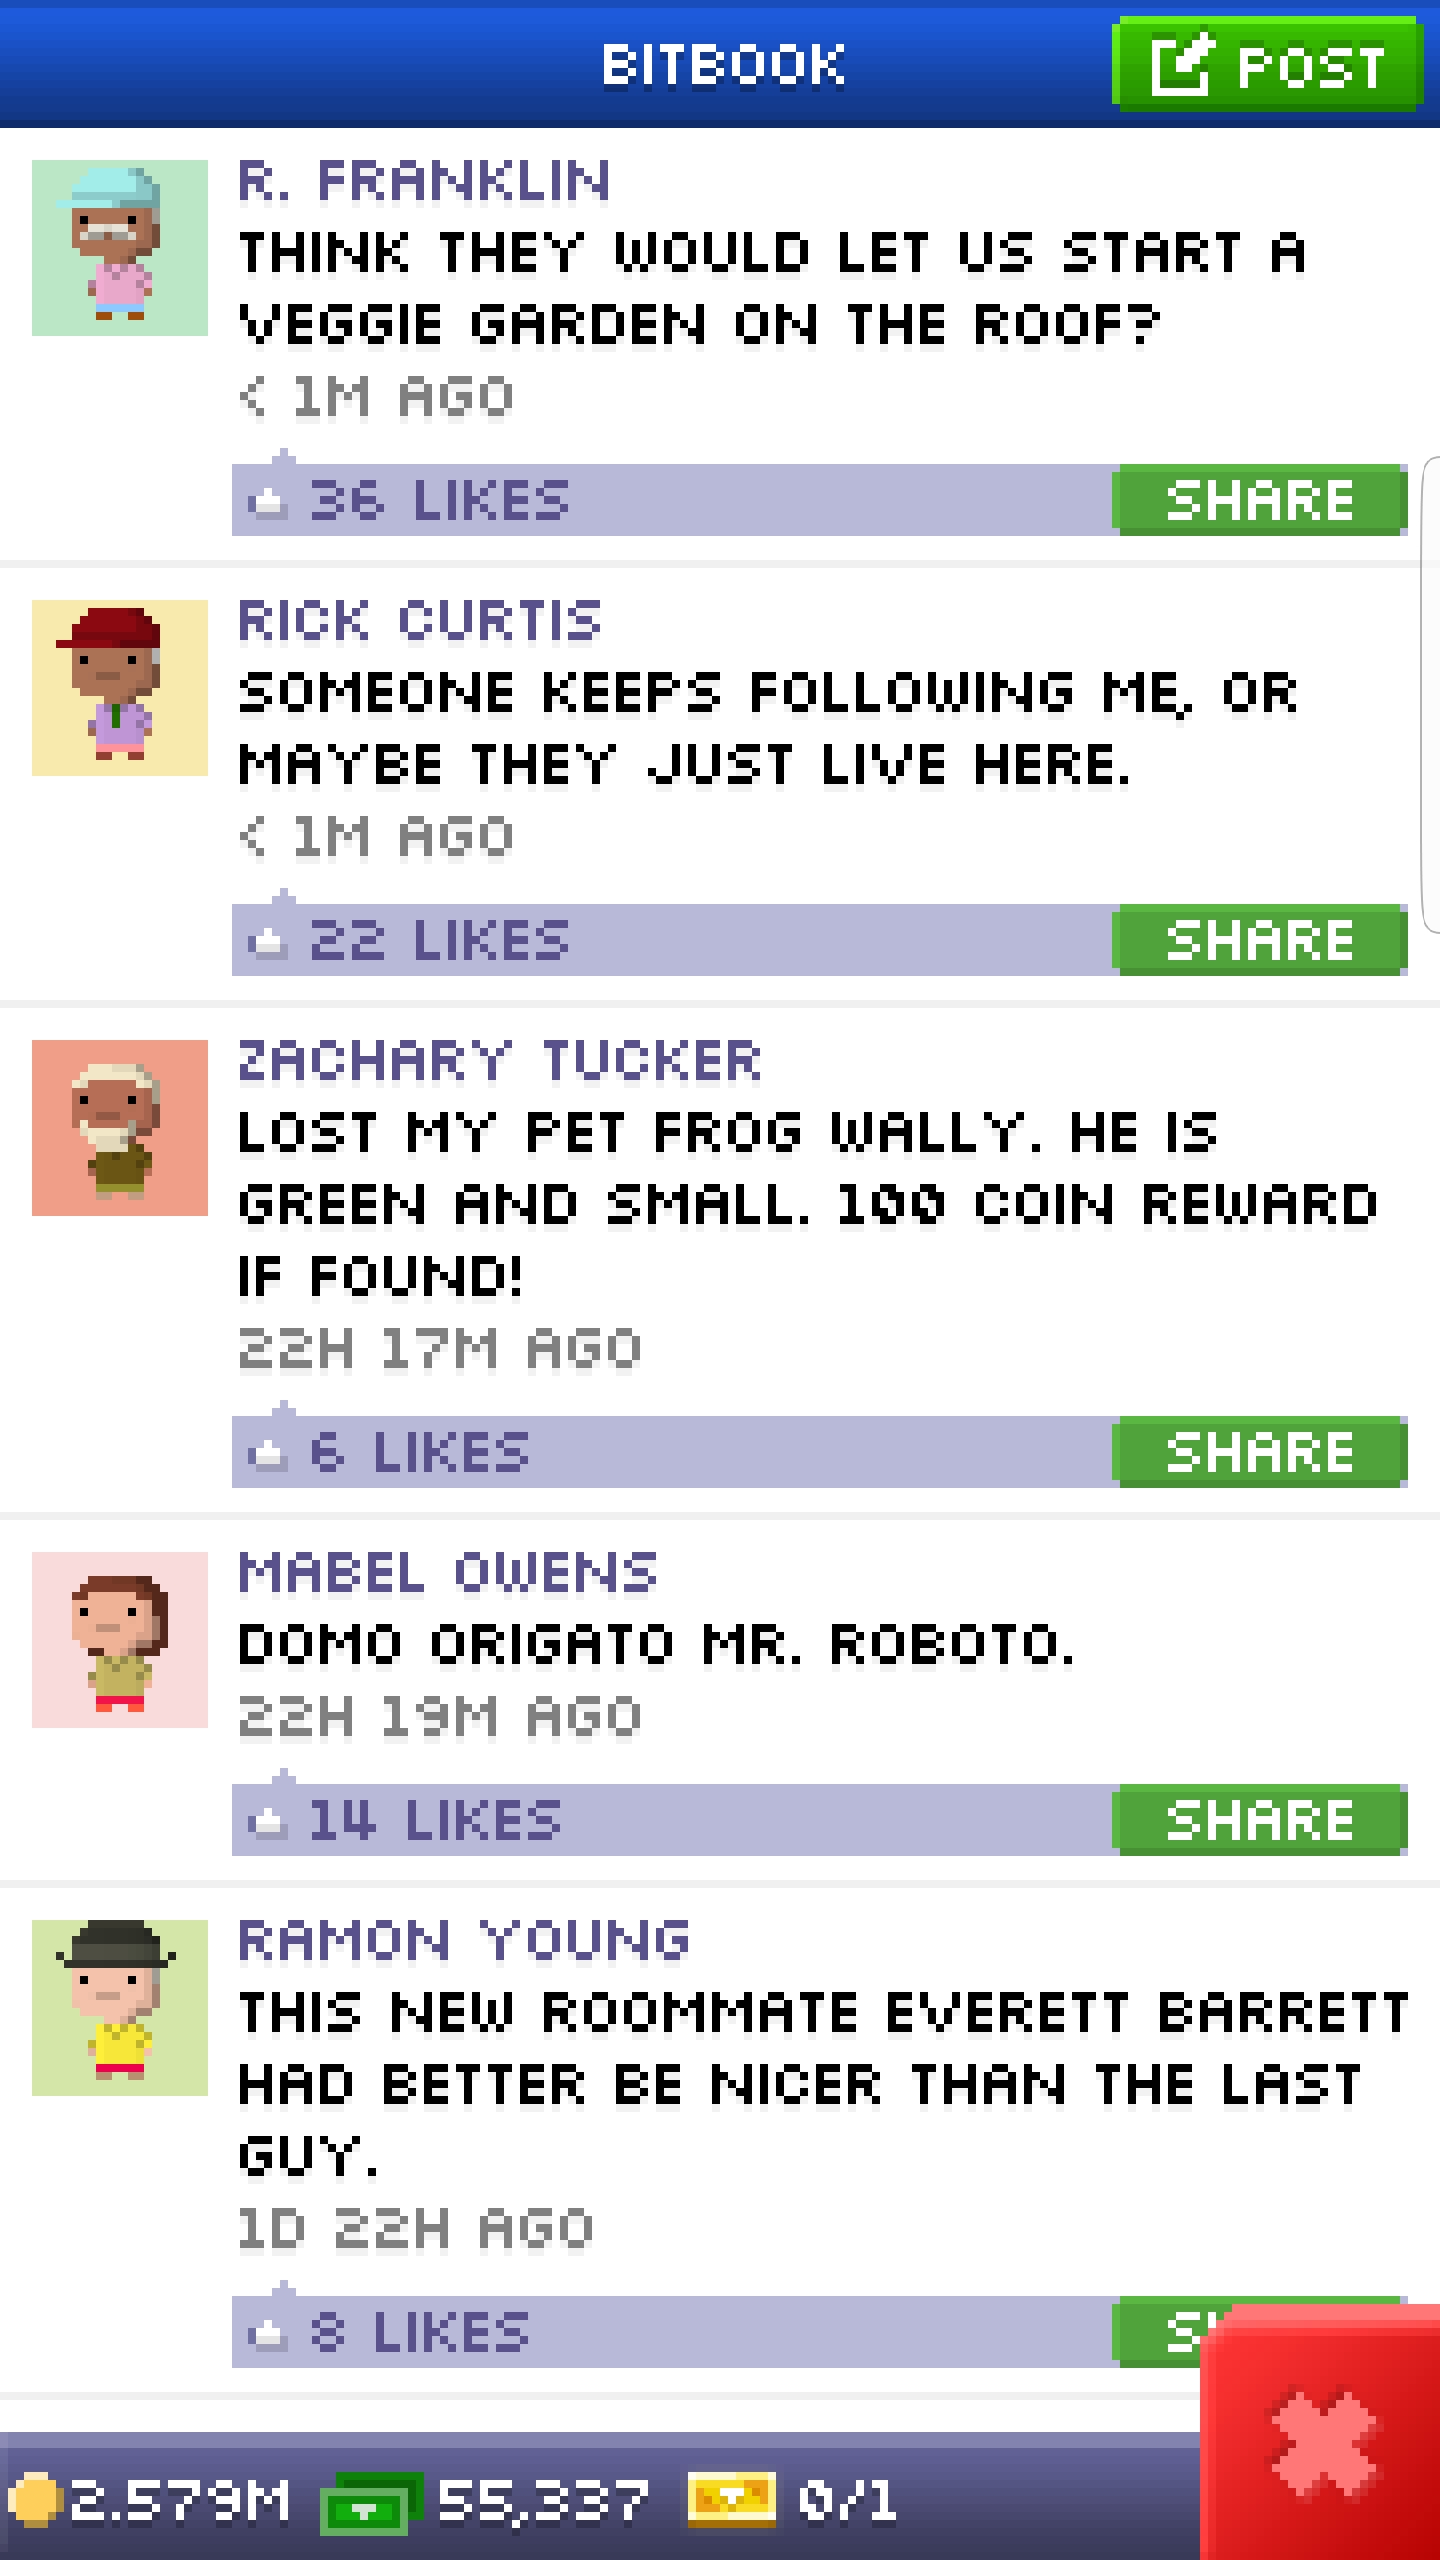 BITBOOK
POST
R. FRANKLIN
THINK THEY WOULD LET US START A
VEGGIE GARDEN ON THE ROOF?
< 1M AGO
36 LIKES
SHARE
RICK CURTIS
SOMEONE KEEPS FOLLOWING ME, OR
MAYBE THEY JUST LIVE HERE.
< 1M AGO
22 LIKES
SHARE
ZACHARY TUCKER
LOST MY PET FROG WALLY. HE IS
GREEN AND SMALL. 100 COIN REWARD
IF FOUND!
22H 17M AGO
6 LIKES
SHARE
MABEL OWENS
DOMO ORIGATO MR. ROBOTO.
22H 19M AGO
14 LIKES
SHARE
RAMON YOUNG
THIS NEW ROOMMATE EVERETT BARRETT
HAD BETTER BE NICER THAN THE LAST
GUY.
1D 22H AGO
8 LIKES
2.579M
55,337
0/1